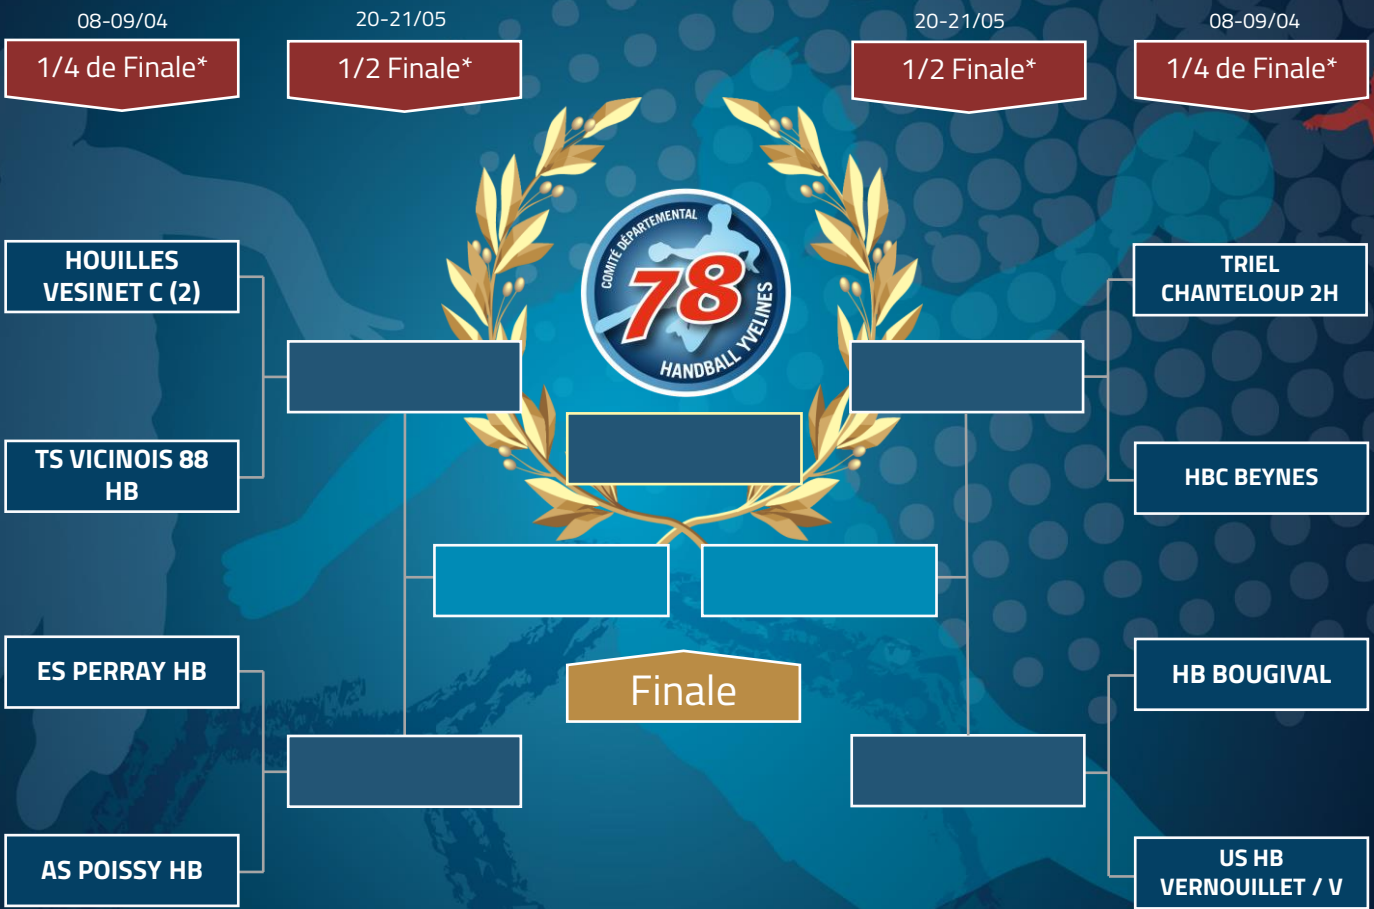 08-09/04
20-21/05
20-21/05
08-09/04
1/4 de Finale*
1/2 Finale*
1/2 Finale*
1/4 de Finale*
COMITÉ DÉPARTEMENTAL
78
HANDBALL YVELINES
HOUILLES
VESINET C (2)
TRIEL
CHANTELOUP 2H
TS VICINOIS 88
HB
HBC BEYNES
ES PERRAY HB
HB BOUGIVAL
Finale
AS POISSY HB
US HB
VERNOUILLET / V